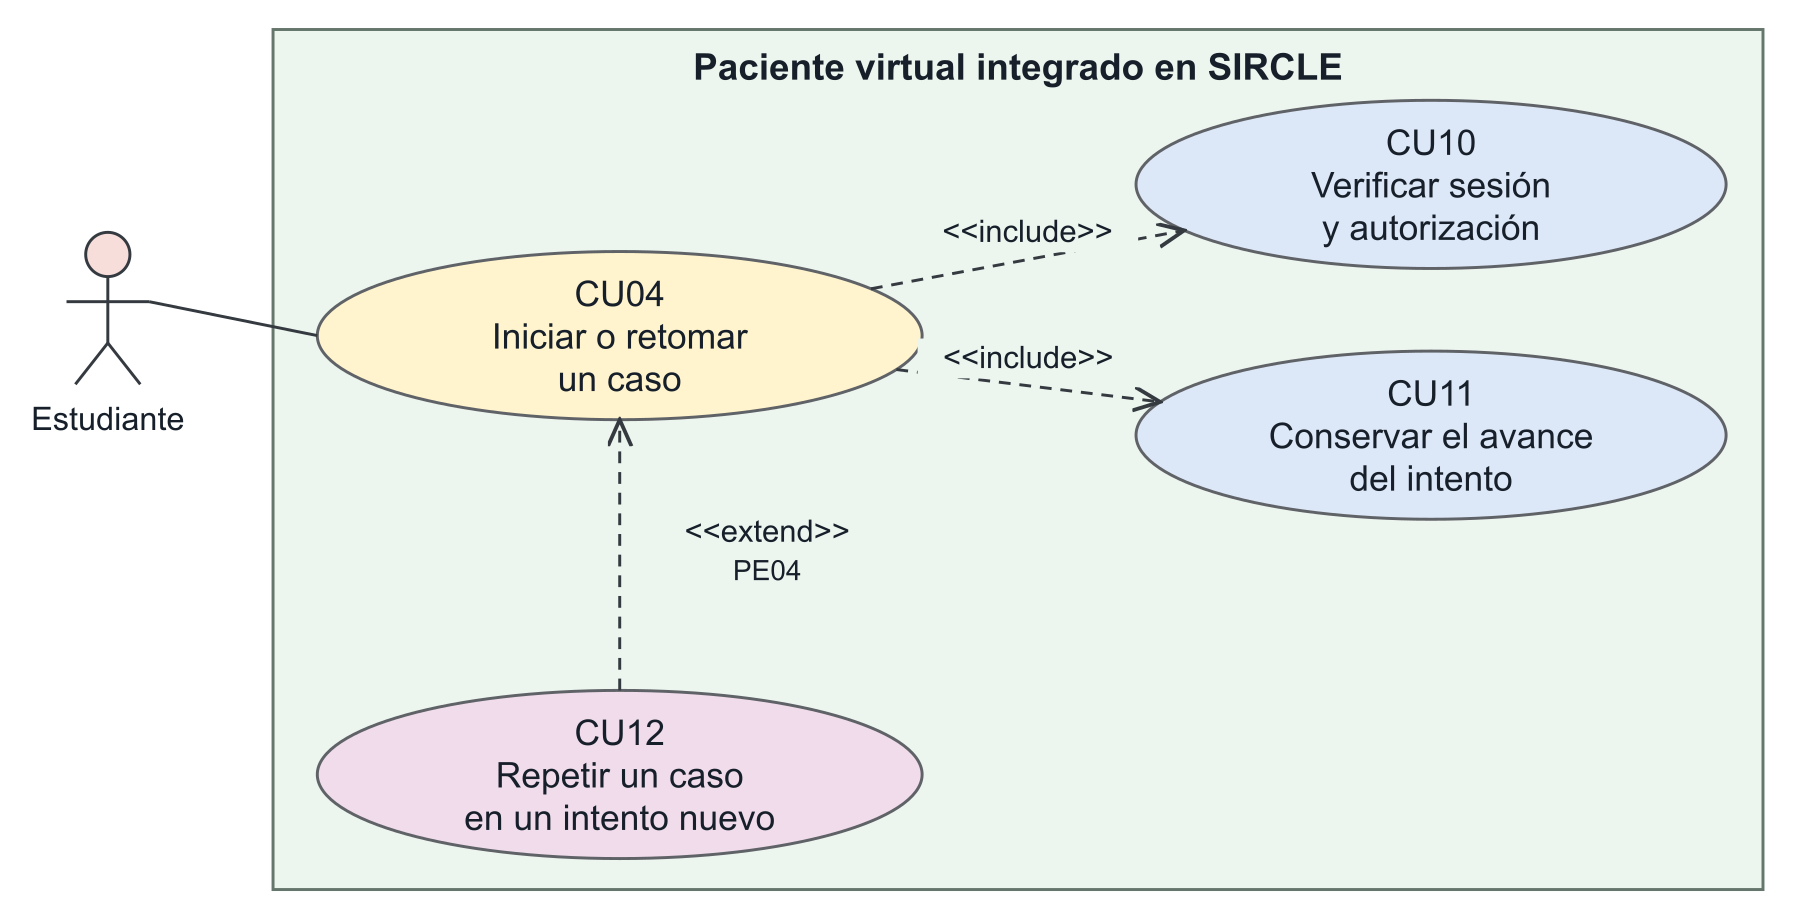 Paciente virtual integrado en SIRCLE
CU10
Verificar sesión
y autorización
<<include>>
CU04
Iniciar o retomar
un caso
<<include>>
CU11
Conservar el avance
del intento
Estudiante
<<extend>>
PE04
CU12
Repetir un caso
en un intento nuevo